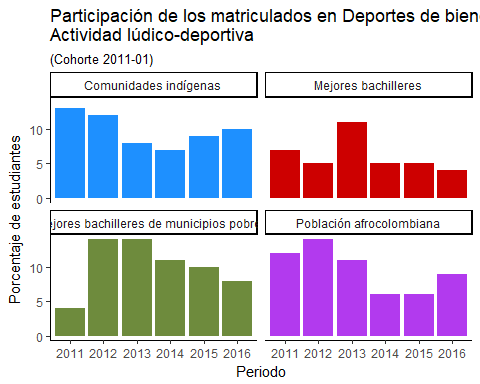 Participación de los matriculados en Deportes de bien
Actividad lúdico-deportiva
(Cohorte 2011-01)
Comunidades indígenas
Mejores bachilleres
10
5
0
ejores bachilleres de municipios pobre
Población afrocolombiana
10
5
0
2011 2012 2013 2014 2015 2016
2011 2012 2013 2014 2015 2016
Porcentaje de estudiantes
Periodo